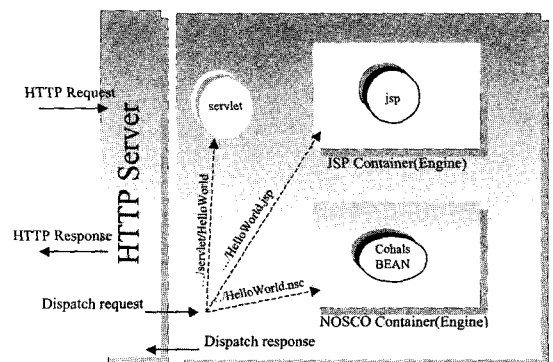 HTTP Request
HTTP Server
servlet
jsp
JSP Container(Engine)
.../servlet/HelloWorld
.../HelloWorld.jsp
HTTP Response
Cohals
BEAN
.../HelloWorld.nsc
Dispatch request
NOSCO Container(Engine)
Dispatch response